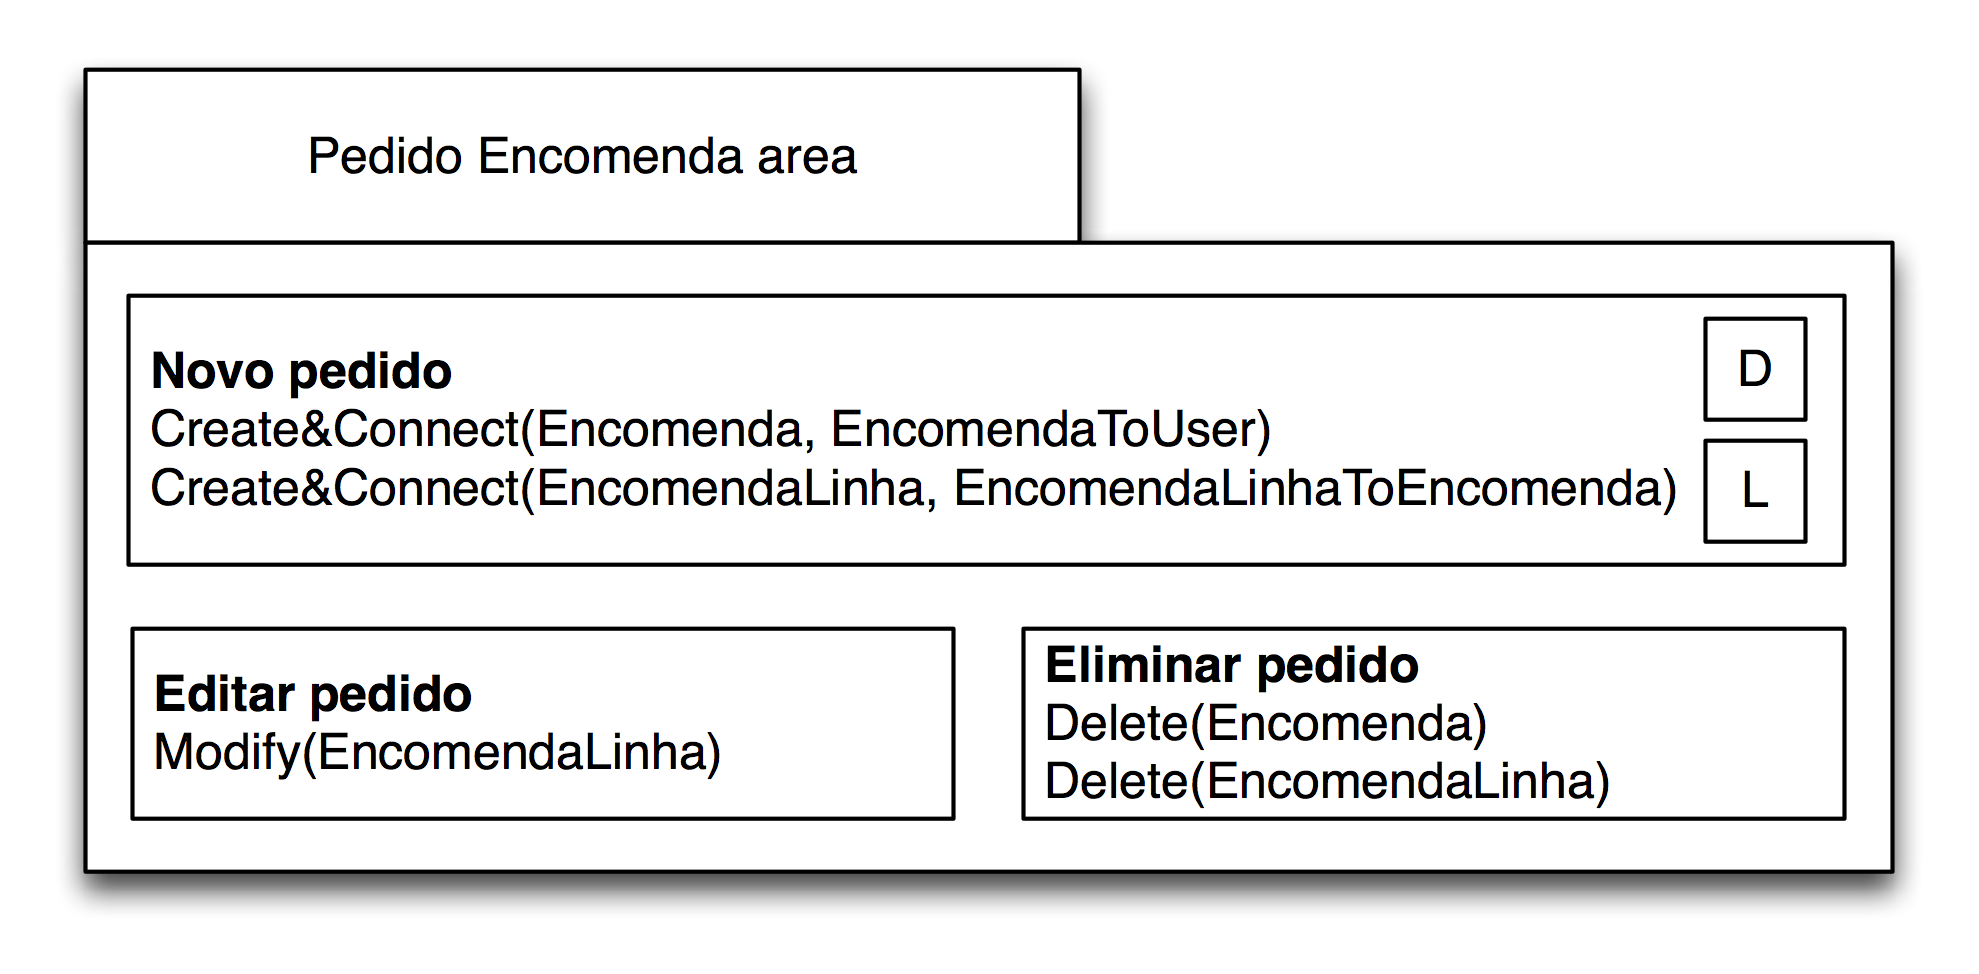 Pedido Encomenda area
Novo pedido
D
Create&Connect(Encomenda, EncomendaToUser)
Create&Connect(EncomendaLinha, EncomendaLinhaToEncomenda)
L
Editar pedido
Modify(EncomendaLinha)
Eliminar pedido
Delete(Encomenda)
Delete(EncomendaLinha)